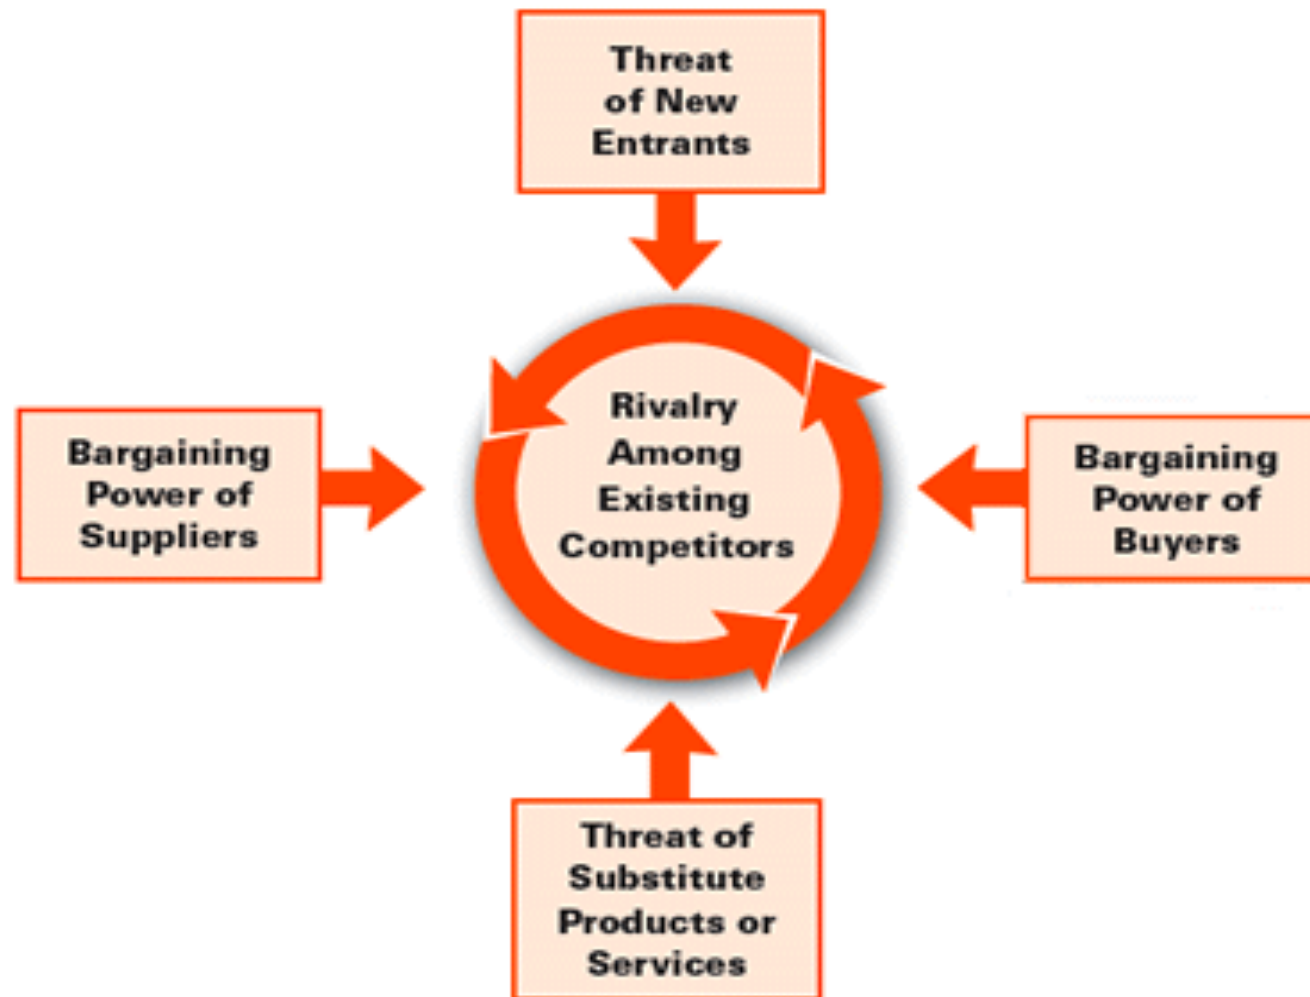 Threat
of New
Entrants
Bargaining
Power of
Suppliers
Rivalry
Among
Existing
Competitors
Bargaining
Power of
Buyers
Threat of
Substitute
Products or
Services